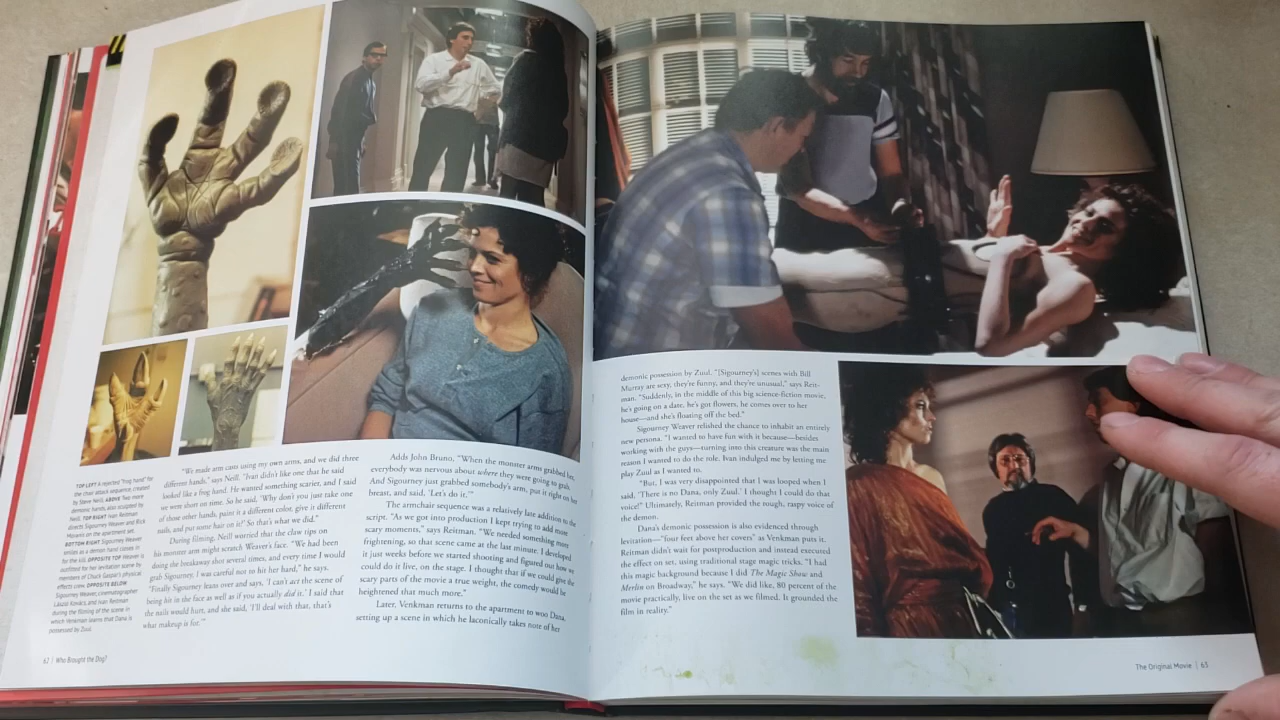 TOP LEFT A rejected "frog hand" for
the chair attack sequence, created
by Steve Neill. ABOVE Two more
demonic hands, also sculpted by
Neill. TOP RIGHT Ivan Reitman
directs Sigourney Weaver and Rick
Moranis on the apartment set.
BOTTOM RIGHT Sigourney Weaver
smiles as a demon hand comes in
for the kill. OPPOSITE TOP Weaver is
outfitted for her levitation scene by
members of Chuck Gaspar's physical
effects crew. OPPOSITE BELOW
Sigourney Weaver, cinematographer
László Kovács, and Ivan Reitman
during the filming of the scene in
which Venkman learns that Dana is
possessed by Zuul.
"We made arm casts using my own arms, and we did three
different hands," says Neill. "Ivan didn't like one that he said
looked like a frog hand. He wanted something scarier, and I said
we were short on time. So he said, 'Why don't you just take one
of those other hands, paint it a different color, give it different
nails, and put some hair on it?' So that's what we did."
During filming, Neill worried that the claw tips on
his monster arm might scratch Weaver's face. "We had been
doing the breakaway shot several times, and every time I would
grab Sigourney, I was careful not to hit her hard," he says.
"Finally Sigourney leans over and says, 'I can't act the scene of
being hit in the face as well as if you actually did it.' I said that
the nails would hurt, and she said, 'I'll deal with that, that's
what makeup is for.'"
Adds John Bruno, "When the monster arms grabbed her,
everybody was nervous about where they were going to grab.
And Sigourney just grabbed somebody's arm, put it right on her
breast, and said, 'Let's do it.'"
The armchair sequence was a relatively late addition to the
script. "As we got into production I kept trying to add more
scary moments," says Reitman. "We needed something more
frightening, so that scene came at the last minute. I developed
it just weeks before we started shooting and figured out how we
could do it live, on the stage. I thought that if we could give the
scary parts of the movie a true weight, the comedy would be
heightened that much more."
Later, Venkman returns to the apartment to woo Dana,
setting up a scene in which he laconically takes note of her
62 | Who Brought the Dog?
demonic possession by Zuul. "[Sigourney's] scenes with Bill
Murray are sexy, they're funny, and they're unusual," says Reit-
man. "Suddenly, in the middle of this big science-fiction movie,
he's going on a date, he's got flowers, he comes over to her
house—and she's floating off the bed."
Sigourney Weaver relished the chance to inhabit an entirely
new persona. "I wanted to have fun with it because—besides
working with the guys—turning into this creature was the main
reason I wanted to do the role. Ivan indulged me by letting me
play Zuul as I wanted to.
"But, I was very disappointed that I was looped when I
said, 'There is no Dana, only Zuul.' I thought I could do that
voice!" Ultimately, Reitman provided the rough, raspy voice of
the demon.
Dana's demonic possession is also evidenced through
levitation—"four feet above her covers" as Venkman puts it.
Reitman didn't wait for postproduction and instead executed
the effect on set, using traditional stage magic tricks. "I had
this magic background because I did The Magic Show and
Merlin on Broadway," he says. "We did like, 80 percent of the
movie practically, live on the set as we filmed. It grounded the
film in reality."
The Original Movie | 63